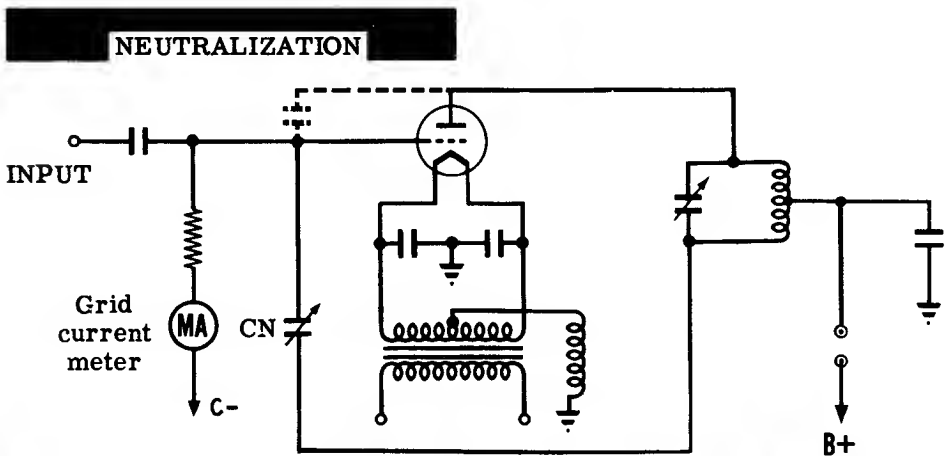 NEUTRALIZATION
INPUT
Grid
current
meter
MA
CN
C-
B+